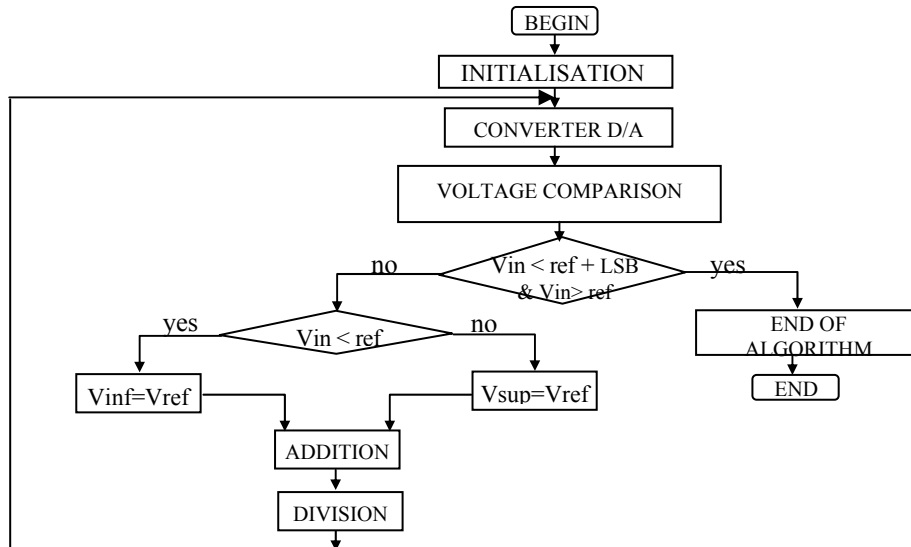 BEGIN
INITIALISATION
CONVERTER D/A
VOLTAGE COMPARISON
no
Vin < ref + LSB
& Vin> ref
yes
yes
Vin < ref
no
END OF
ALGORITHM
Vinf=Vref
Vsup=Vref
END
ADDITION
DIVISION